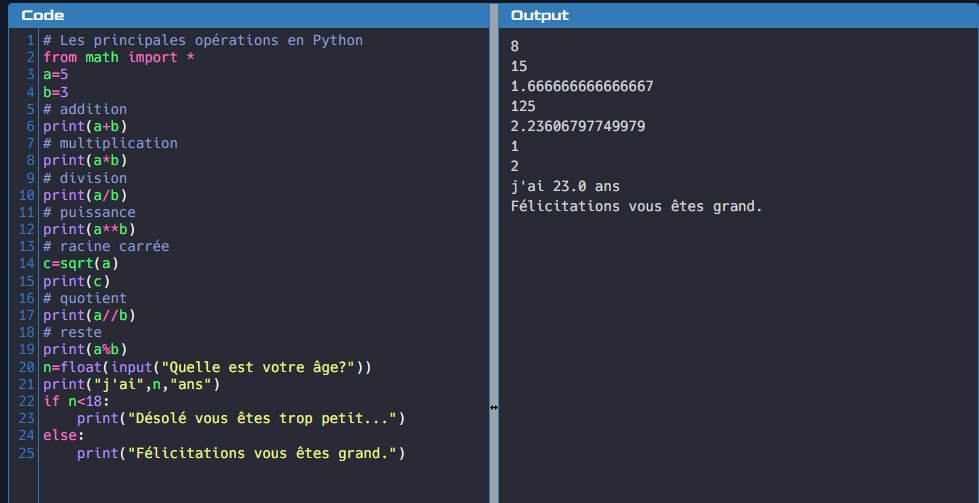 Code
1 # Les principales opérations en Python
2 from math import *
3 a=5
4 b=3
5 # addition
6 print(a+b)
7 # multiplication
8 print(a*b)
9 # division
10 print(a/b)
11 # puissance
12 print(a**b)
13 # racine carrée
14 c=sqrt(a)
15 print(c)
16 # quotient
17 print(a//b)
18 # reste
19 print(a%b)
20 n=float(input("Quelle est votre âge?"))
21 print("j'ai",n,"ans")
22 if n<18:
23     print("Désolé vous êtes trop petit...")
24 else:
25     print("Félicitations vous êtes grand.")
Output
8
15
1.666666666666667
125
2.23606797749979
1
2
j'ai 23.0 ans
Félicitations vous êtes grand.